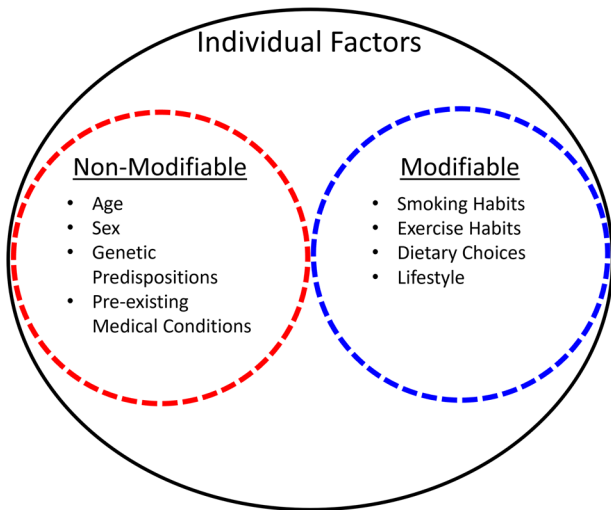 Individual Factors
Non-Modifiable
• Age
• Sex
• Genetic
Predispositions
• Pre-existing
Medical Conditions
Modifiable
• Smoking Habits
• Exercise Habits
• Dietary Choices
• Lifestyle